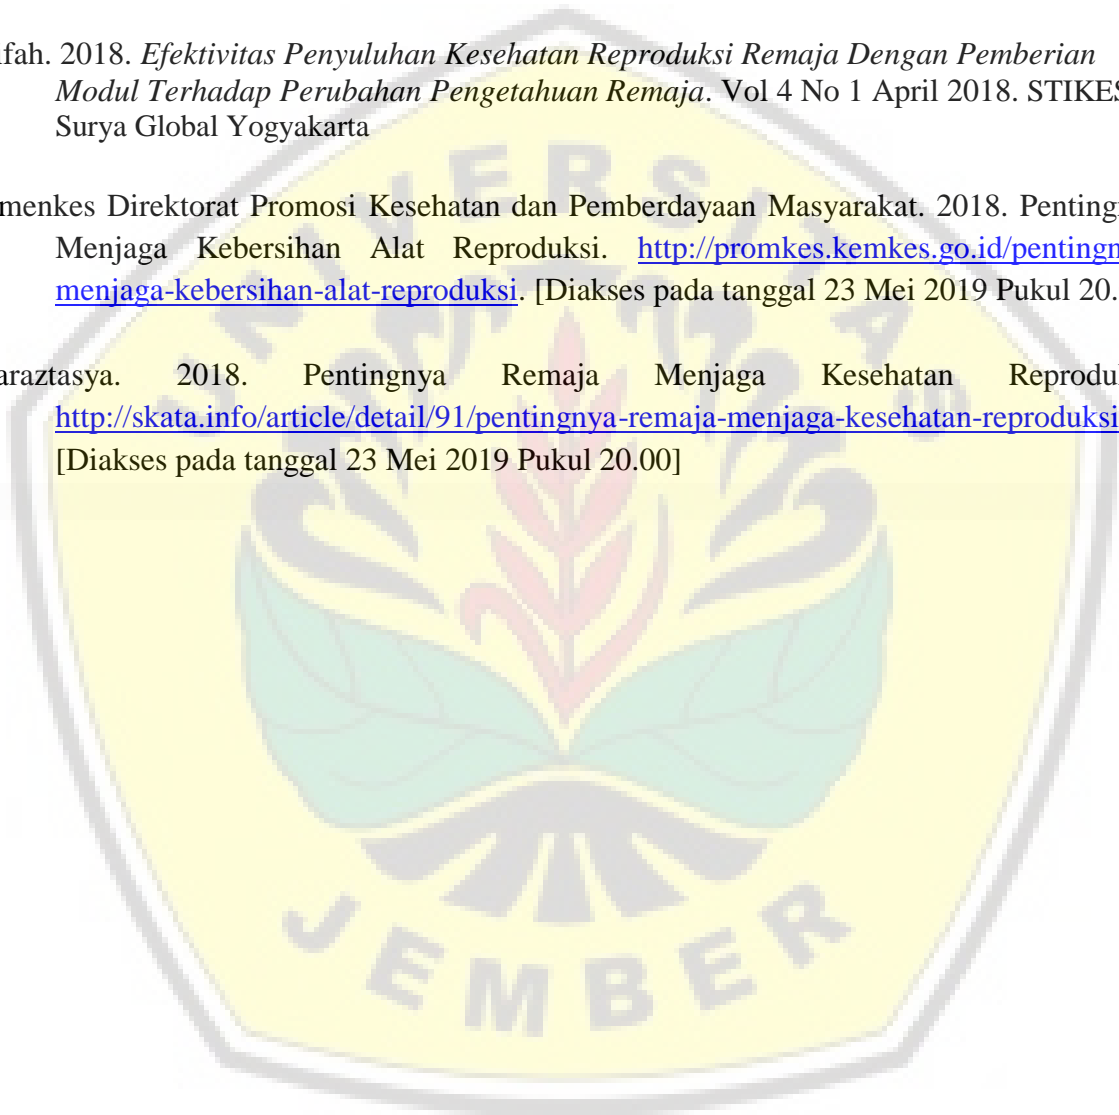 ifah. 2018. Efektivitas Penyuluhan Kesehatan Reproduksi Remaja Dengan Pemberian
Modul Terhadap Perubahan Pengetahuan Remaja. Vol 4 No 1 April 2018. STIKES
Surya Global Yogyakarta
menkes Direktorat Promosi Kesehatan dan Pemberdayaan Masyarakat. 2018. Penting
Menjaga Kebersihan Alat Reproduksi. http://promkes.kemkes.go.id/pentingn
menjaga-kebersihan-alat-reproduksi. [Diakses pada tanggal 23 Mei 2019 Pukul 20.
araztasya. 2018. Pentingnya Remaja Menjaga Kesehatan Reproduk
http://skata.info/article/detail/91/pentingnya-remaja-menjaga-kesehatan-reproduksi
[Diakses pada tanggal 23 Mei 2019 Pukul 20.00]
UNIVERSITAS
JEMBER